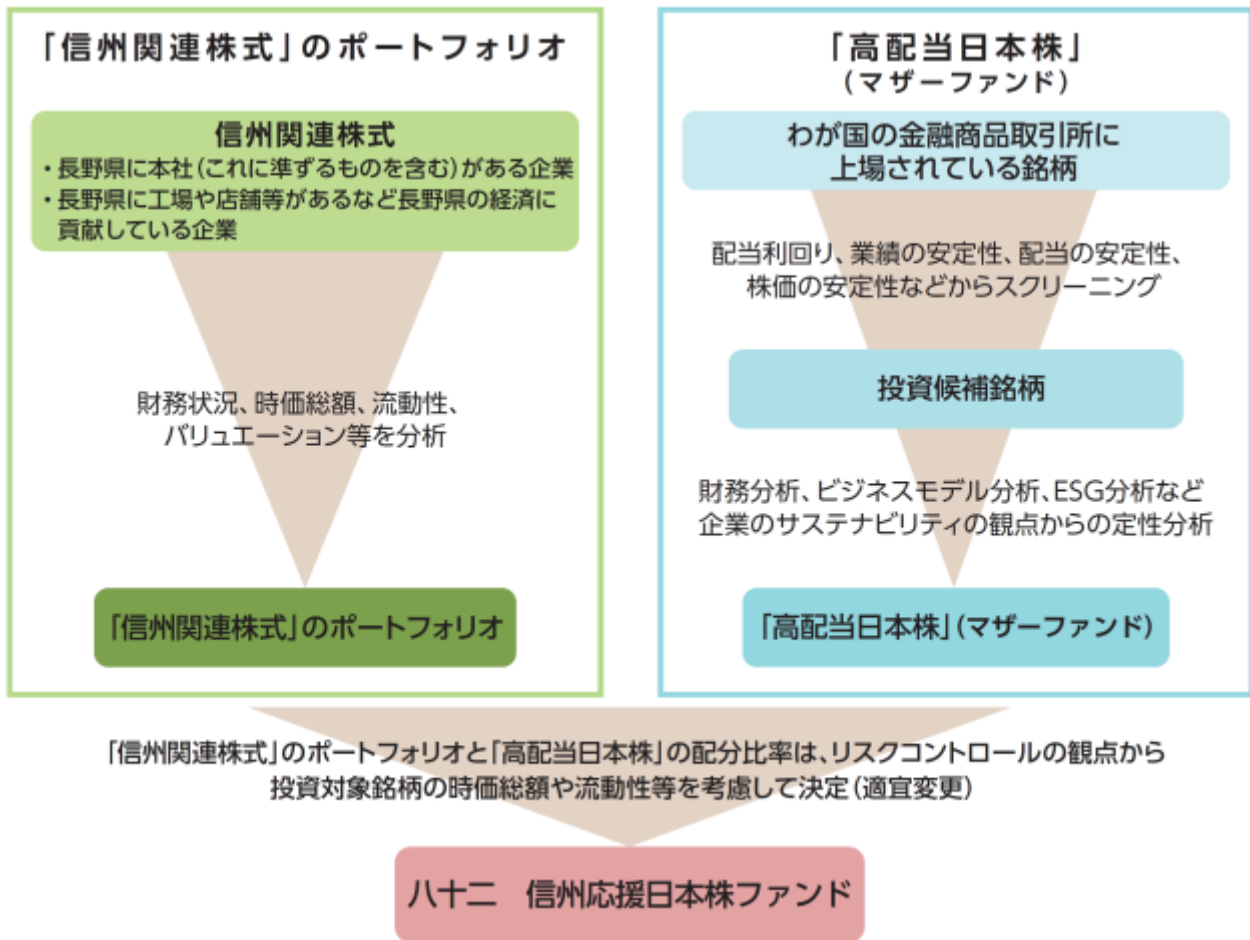 「信州関連株式」のポートフォリオ
信州関連株式
・長野県に本社(これに準ずるものを含む)がある企業
・長野県に工場や店舗等があるなど長野県の経済に
貢献している企業
財務状況、時価総額、流動性、
バリュエーション等を分析
「信州関連株式」のポートフォリオ
「高配当日本株」
(マザーファンド)
わが国の金融商品取引所に
上場されている銘柄
配当利回り、業績の安定性、配当の安定性、
株価の安定性などからスクリーニング
投資候補銘柄
財務分析、ビジネスモデル分析、ESG分析など
企業のサステナビリティの観点からの定性分析
「高配当日本株」(マザーファンド)
「信州関連株式」のポートフォリオと「高配当日本株」の配分比率は、リスクコントロールの観点から
投資対象銘柄の時価総額や流動性等を考慮して決定(適宜変更)
八十二　信州応援日本株ファンド